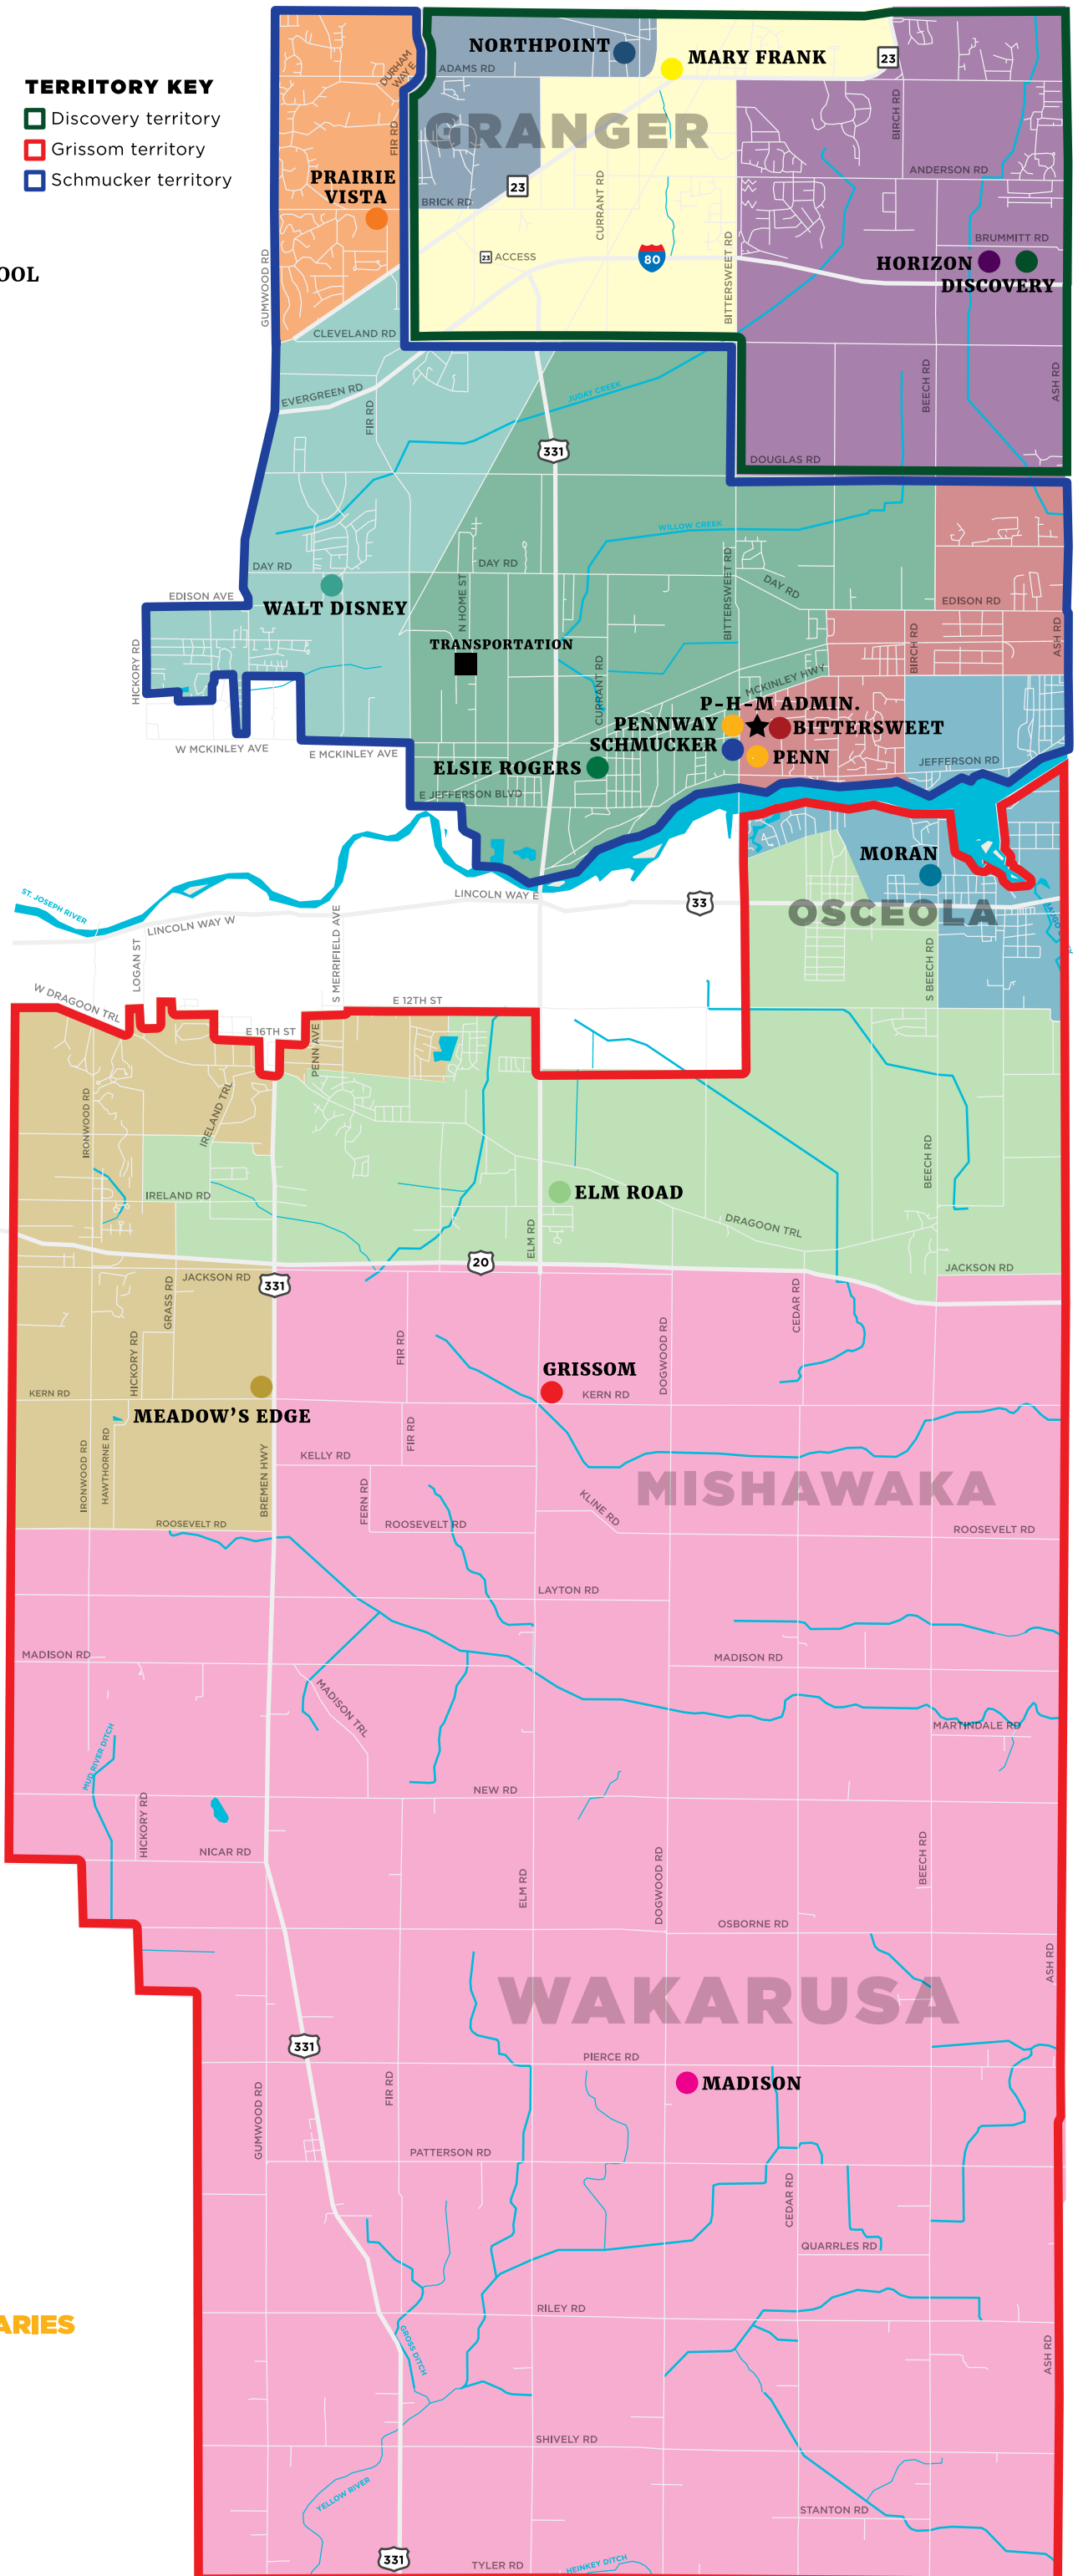 TERRITORY KEY
Discovery territory
Grissom territory
Schmucker territory
OOL
NORTHPOINT
MARY FRANK
23
ADAMS RD
DURHAM
WAY E
GRANGER
FIR RD
BIRCH RD
ANDERSON RD
PRAIRIE
VISTA
23
BRICK RD
CURRANT RD
BITTERSWEET RD
BRUMMITT RD
23 ACCESS
80
HORIZON
DISCOVERY
GUMWOOD RD
CLEVELAND RD
EVERGREEN RD
FIR RD
JUDAY CREEK
BEECH RD
ASH RD
331
DOUGLAS RD
WILLOW CREEK
DAY RD
DAY RD
DAY RD
N HOME ST
BITTERSWEET RD
EDISON AVE
WALT DISNEY
EDISON RD
HICKORY RD
TRANSPORTATION
CURRANT RD
MCKINLEY HWY
BIRCH RD
ASH RD
P-H-M ADMIN.
PENNWAY
BITTERSWEET
SCHMUCKER
PENN
W MCKINLEY AVE
E MCKINLEY AVE
ELSIE ROGERS
JEFFERSON RD
E JEFFERSON BLVD
MORAN
ST. JOSEPH RIVER
LINCOLN WAY W
LINCOLN WAY E
33
OSCEOLA
LOGAN ST
S MERRIFIELD AVE
S BEECH RD
W DRAGOON TRL
E 12TH ST
E 16TH ST
PENN AVE
IRONWOOD RD
IRELAND TRL
BEECH RD
IRELAND RD
ELM ROAD
DRAGOON TRL
ELM RD
20
JACKSON RD
JACKSON RD
331
GRASS RD
HICKORY RD
FIR RD
DOGWOOD RD
CEDAR RD
GRISSOM
KERN RD
KERN RD
MEADOW'S EDGE
IRONWOOD RD
HAWTHORNE RD
BREMEN HWY
FIR RD
KELLY RD
FERN RD
MISHAWAKA
KLINE RD
ROOSEVELT RD
ROOSEVELT RD
ROOSEVELT RD
LAYTON RD
MADISON RD
MADISON RD
MADISON TRL
MARTINDALE RD
MUD RIVER DITCH
NEW RD
HICKORY RD
NICAR RD
ELM RD
DOGWOOD RD
BEECH RD
OSBORNE RD
ASH RD
WAKARUSA
331
PIERCE RD
MADISON
GUMWOOD RD
FIR RD
PATTERSON RD
CEDAR RD
QUARRLES RD
RILEY RD
ARIES
GROSS DITCH
ASH RD
SHIVELY RD
YELLOW RIVER
STANTON RD
331
TYLER RD
HEINKEY DITCH